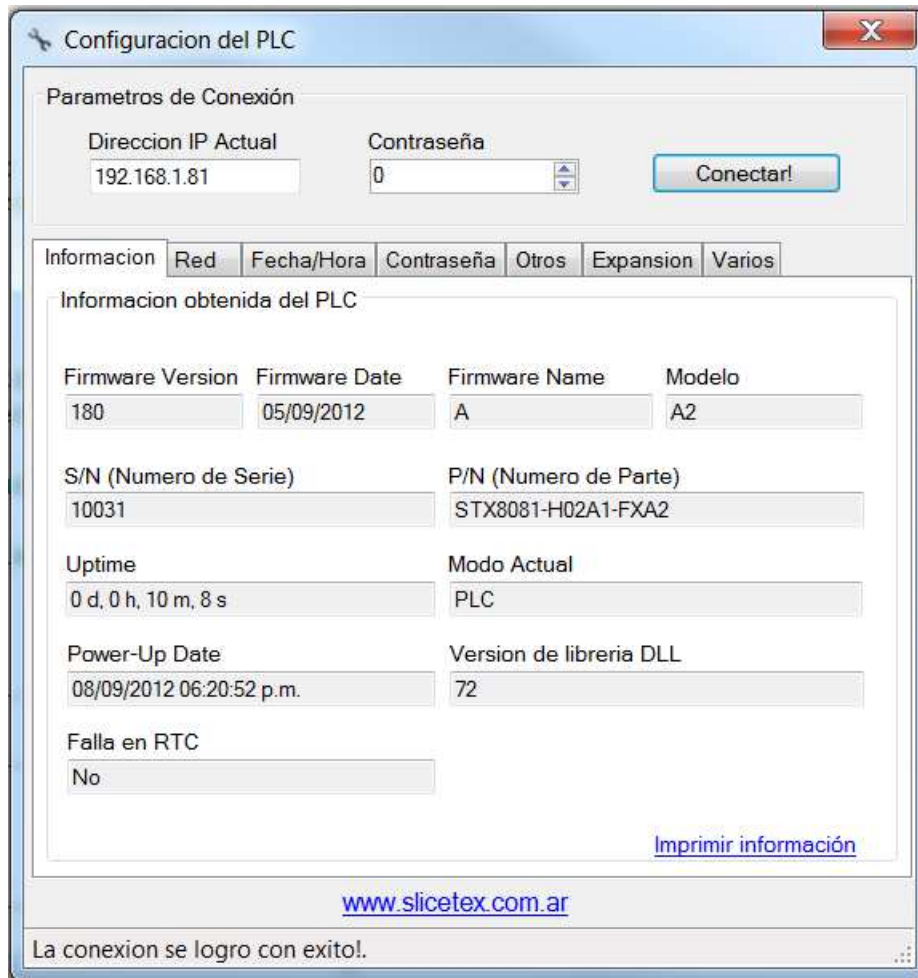 Configuracion del PLC
X
Parametros de Conexión
Direccion IP Actual Contraseña
192.168.1.81 0 Conectar!
Informacion Red Fecha/Hora Contraseña Otros Expansion Varios
Informacion obtenida del PLC
Firmware Version Firmware Date Firmware Name Modelo
180 05/09/2012 A A2
S/N (Numero de Serie) P/N (Numero de Parte)
10031 STX8081-H02A1-FXA2
Uptime Modo Actual
0 d, 0 h, 10 m, 8 s PLC
Power-Up Date Version de libreria DLL
08/09/2012 06:20:52 p.m. 72
Falla en RTC
No
Imprimir información
www.slicetex.com.ar
La conexion se logro con exito!.